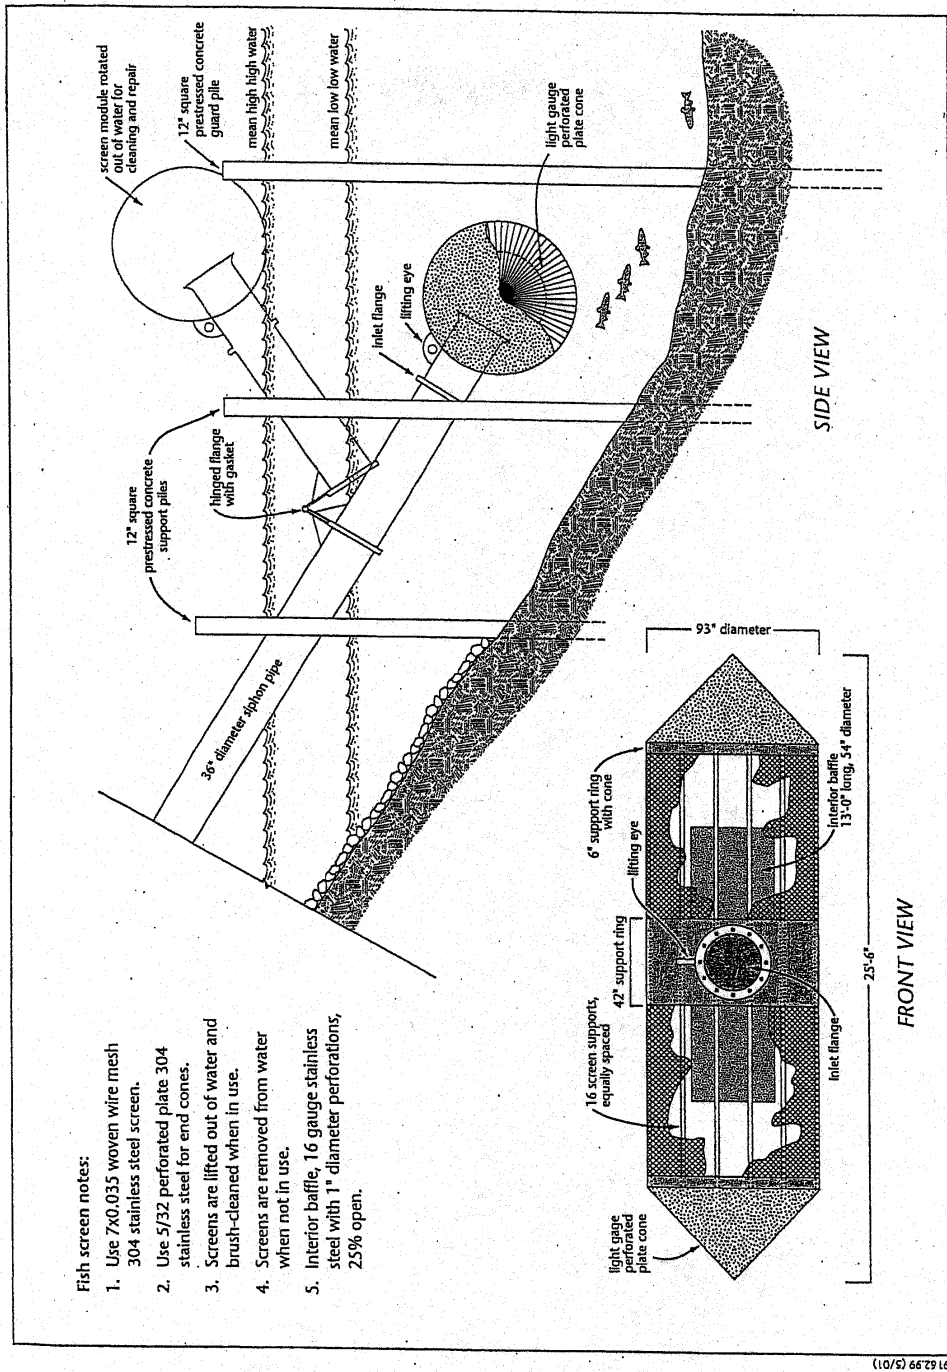 Fish screen notes:
1. Use 7x0.035 woven wire mesh
304 stainless steel screen.
2. Use 5/32 perforated plate 304
stainless steel for end cones.
3. Screens are lifted out of water and
brush-cleaned when in use.
4. Screens are removed from water
when not in use.
5. Interior baffle, 16 gauge stainless
steel with 1" diameter perforations,
25% open.
36" diameter siphon pipe
12" square
prestressed concrete
support piles
hinged flange
with gasket
inlet flange
lifting eye
screen module rotated
out of water for
cleaning and repair
12" square
prestressed concrete
guard pile
mean high high water
mean low low water
light gauge
perforated
plate cone
SIDE VIEW
light gage
perforated
plate cone
16 screen supports,
equally spaced
42" support ring
lifting eye
6" support ring
with cone
93" diameter
Interior baffle
13'-0" long, 54" diameter
Inlet flange
25'-6"
FRONT VIEW
62.99 (5/01)